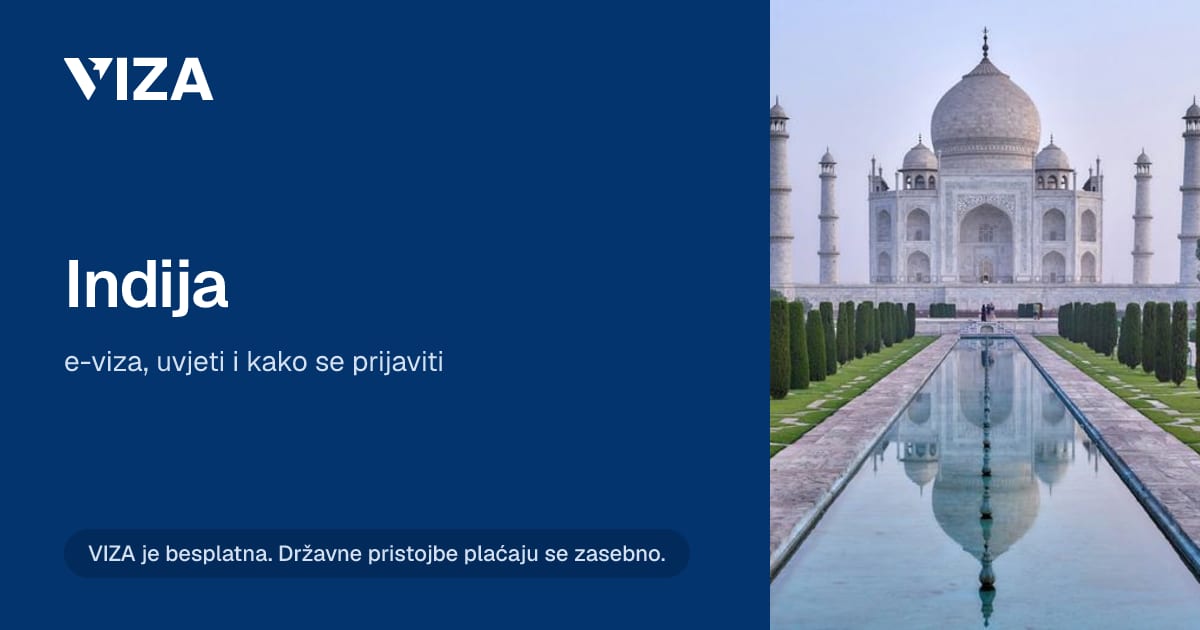 VIZA
Indija
e-viza, uvjeti i kako se prijaviti
VIZA je besplatna. Državne pristojbe plaćaju se zasebno.